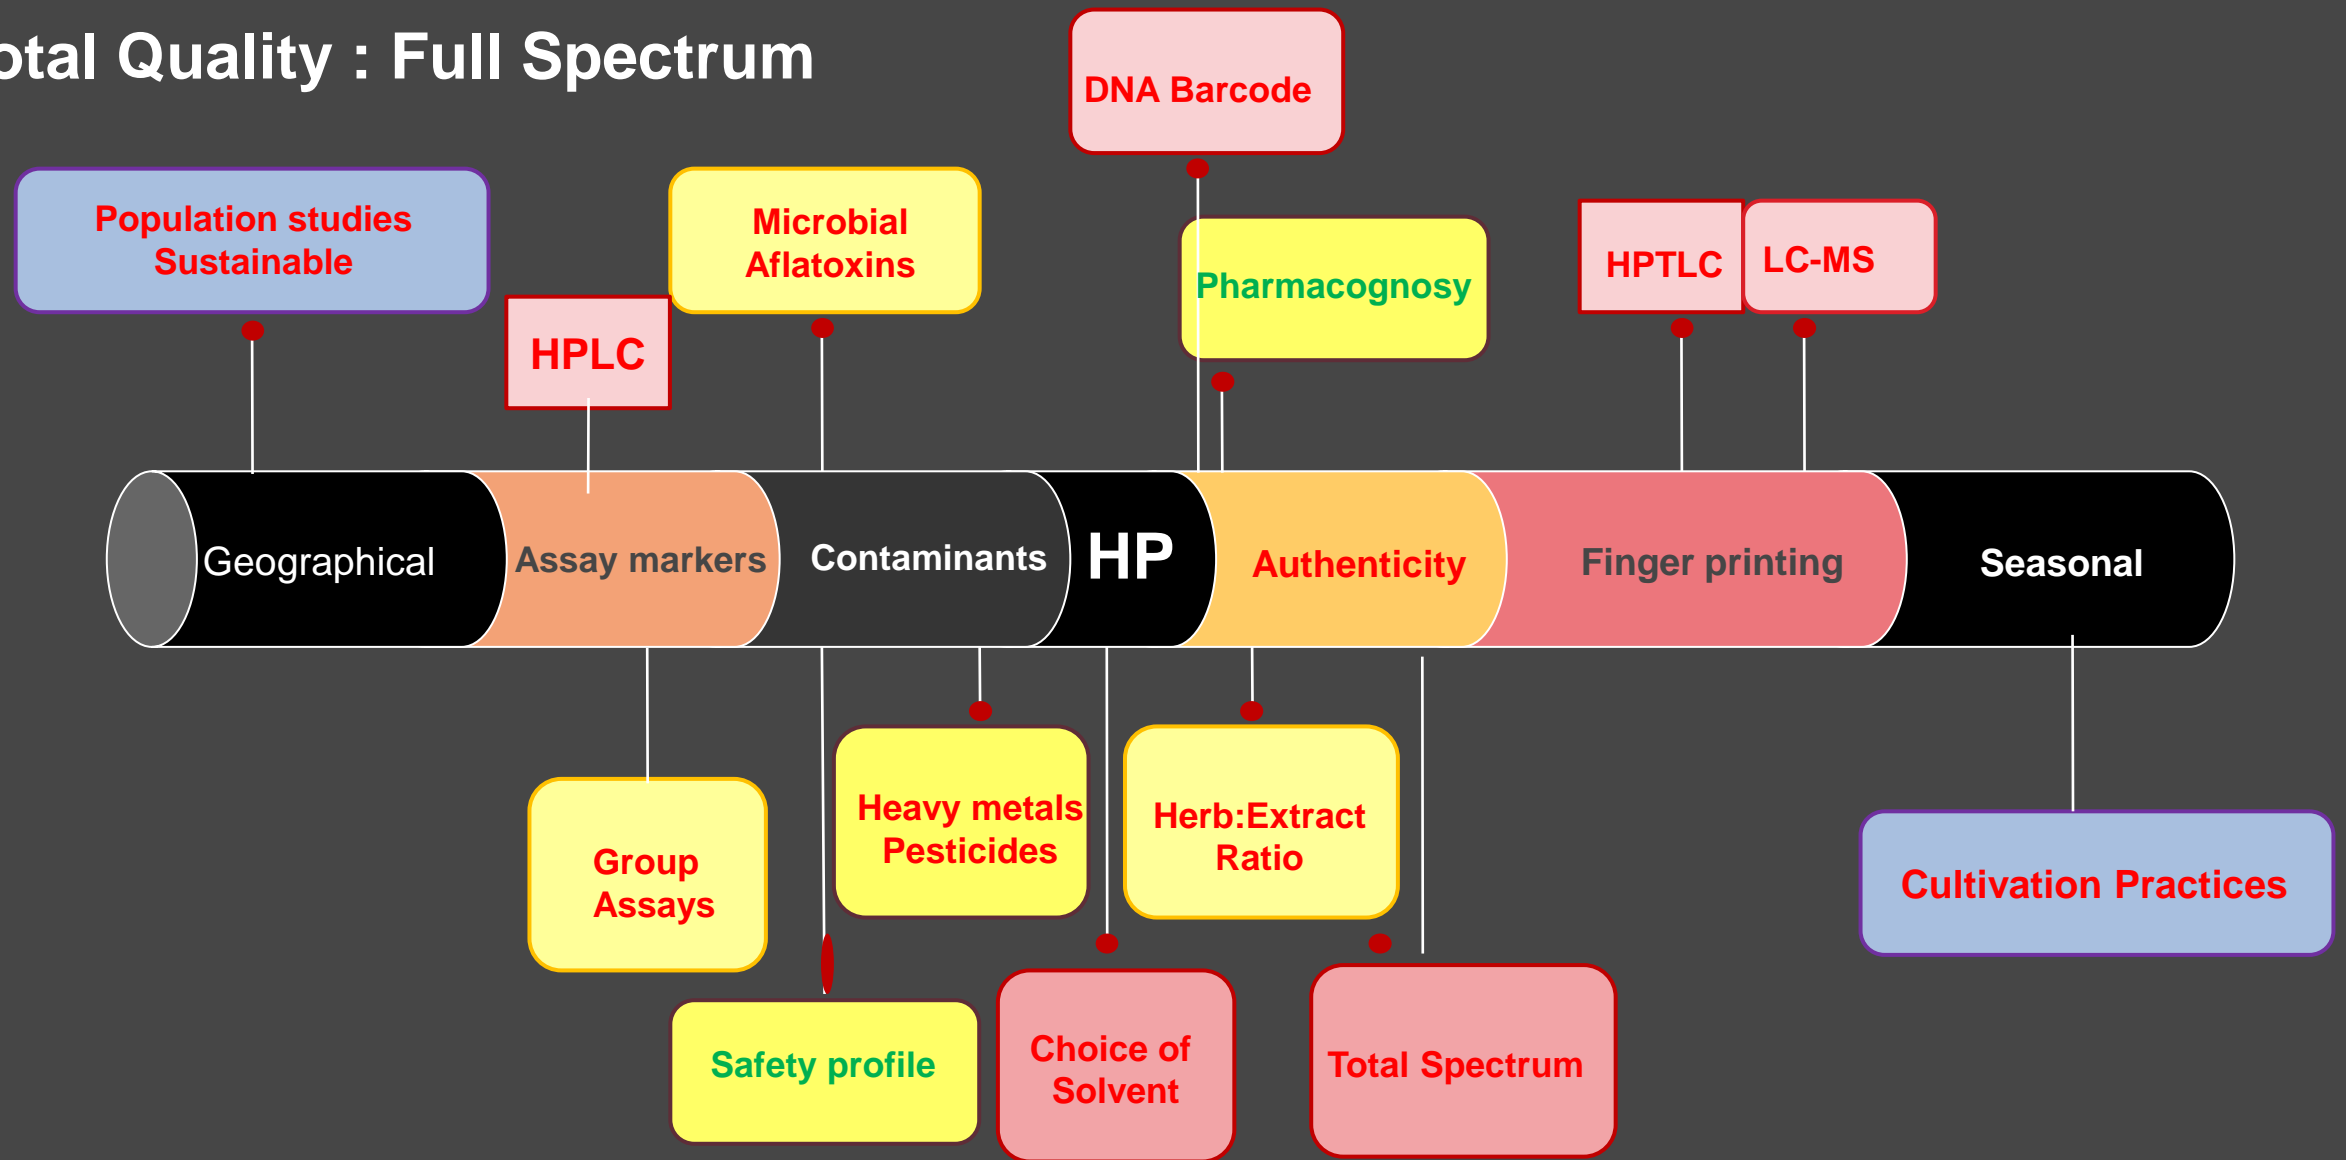 otal Quality : Full Spectrum
DNA Barcode
Population studies
Sustainable
Microbial
Aflatoxins
HPLC
Pharmacognosy
HPTLC
LC-MS
Geographical
Assay markers
Contaminants
HP
Authenticity
Finger printing
Seasonal
Group
Assays
Heavy metals
Pesticides
Herb:Extract
Ratio
Cultivation Practices
Safety profile
Choice of
Solvent
Total Spectrum